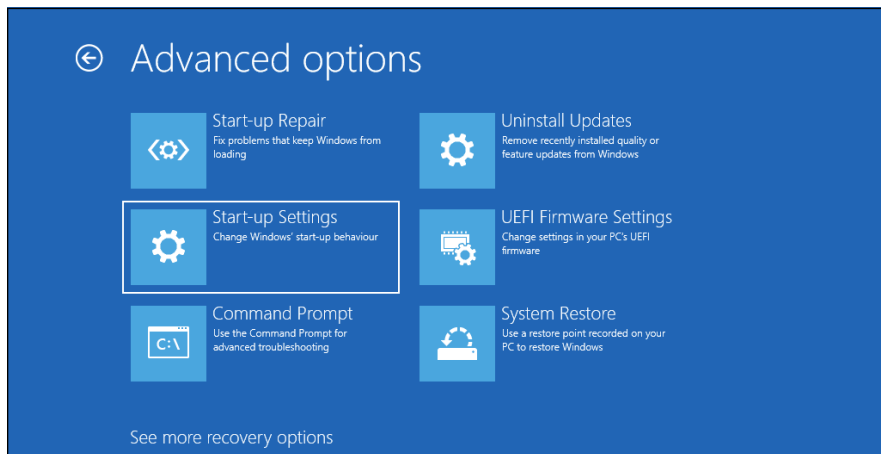 Advanced options
Start-up Repair
Fix problems that keep Windows from
loading
Uninstall Updates
Remove recently installed quality or
feature updates from Windows
Start-up Settings
Change Windows' start-up behaviour
UEFI Firmware Settings
Change settings in your PC's UEFI
firmware
C:\
Command Prompt
Use the Command Prompt for
advanced troubleshooting
System Restore
Use a restore point recorded on your
PC to restore Windows
See more recovery options